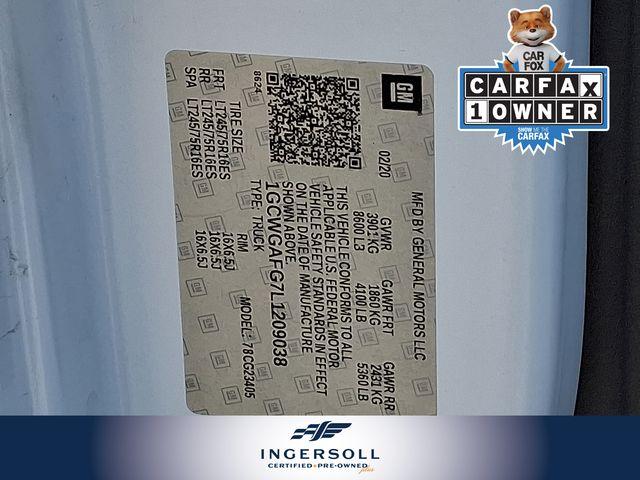 MFD BY GENERAL MOTORS LLC
02/20
GM
GVWR
3901 KG
8600 LB
GAWR FRT
1860 KG
4100 LB
GAWR RR
2431 KG
5360 LB
THIS VEHICLE CONFORMS TO ALL
APPLICABLE U.S. FEDERAL MOTOR
VEHICLE SAFETY STANDARDS IN EFFECT
ON THE DATE OF MANUFACTURE
SHOWN ABOVE.
1GCWGAFG7L1209038
TYPE: TRUCK
MODEL: 78CG23405
8624
TIRE SIZE
RIM
FRT LT245/75R16ES 16X6.5J
RR LT245/75R16ES 16X6.5J
SPA LT245/75R16ES 16X6.5J
CAR
FOX
CARFAX
1 OWNER
SHOW ME THE
CARFAX
INGERSOLL
CERTIFIED • PRE-OWNED plus